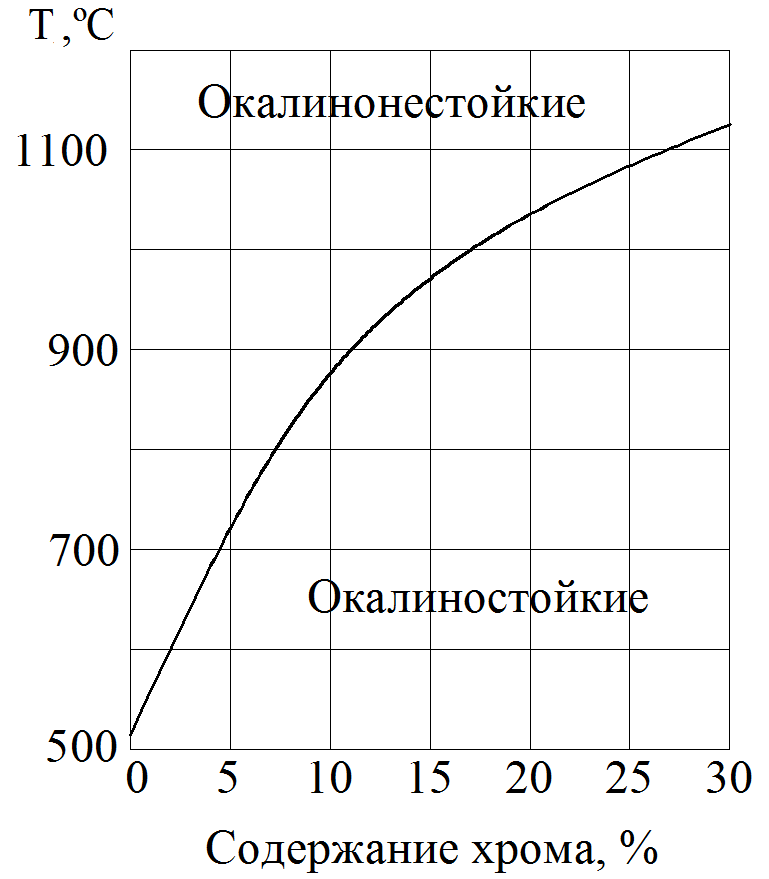 T ,ºC
Окалинонестойкие
1100
900
700
Окалиностойкие
500
0 5 10 15 20 25 30
Содержание хрома, %